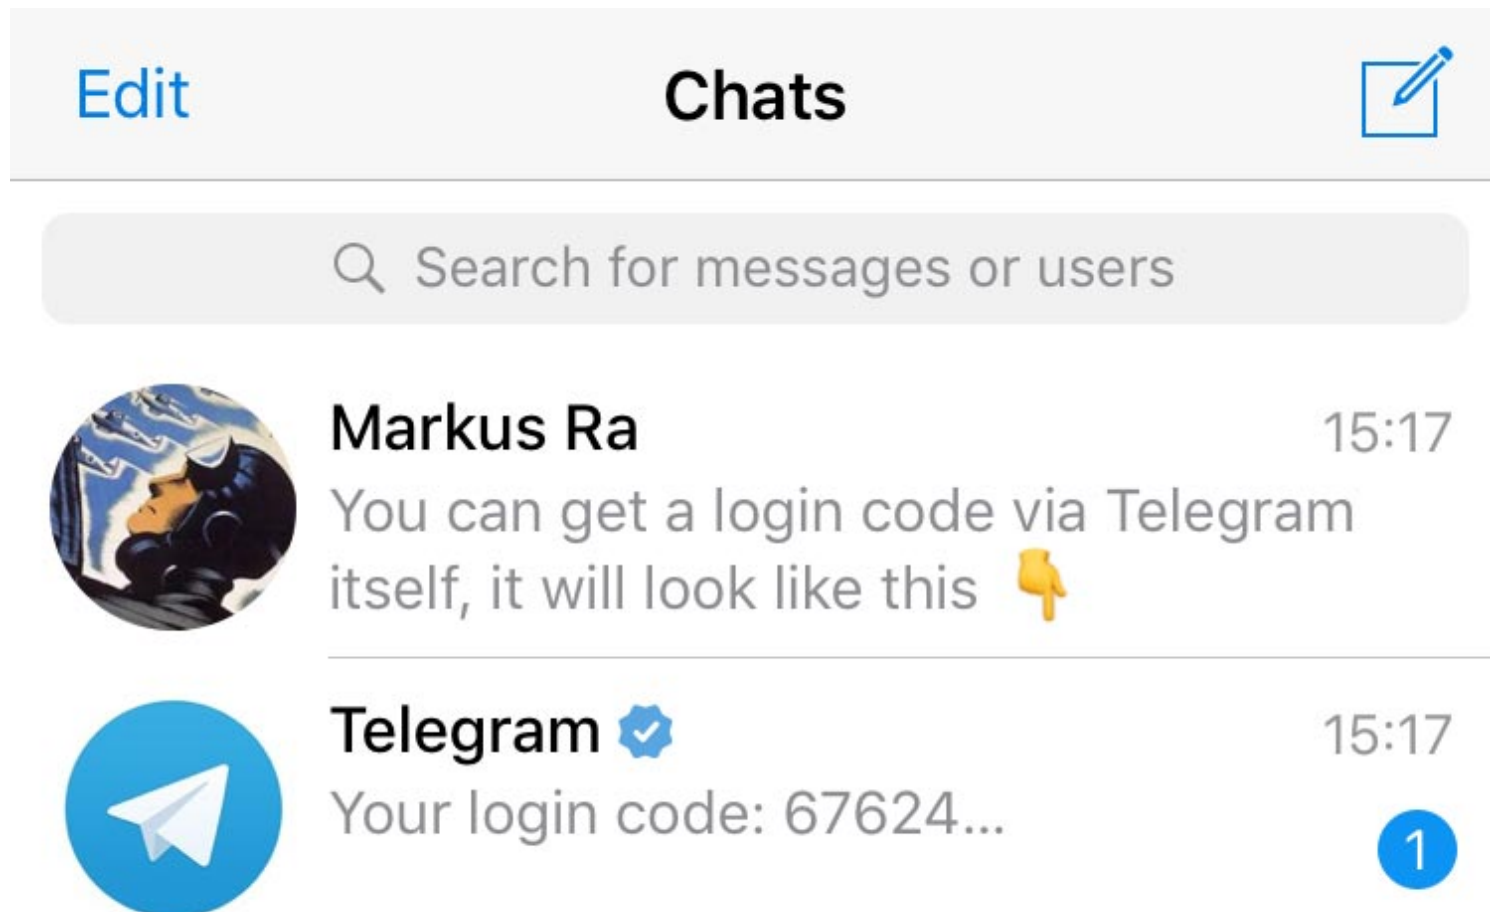 Edit
Chats
Search for messages or users
Markus Ra
15:17
You can get a login code via Telegram
itself, it will look like this 👇
Telegram
15:17
Your login code: 67624...
1